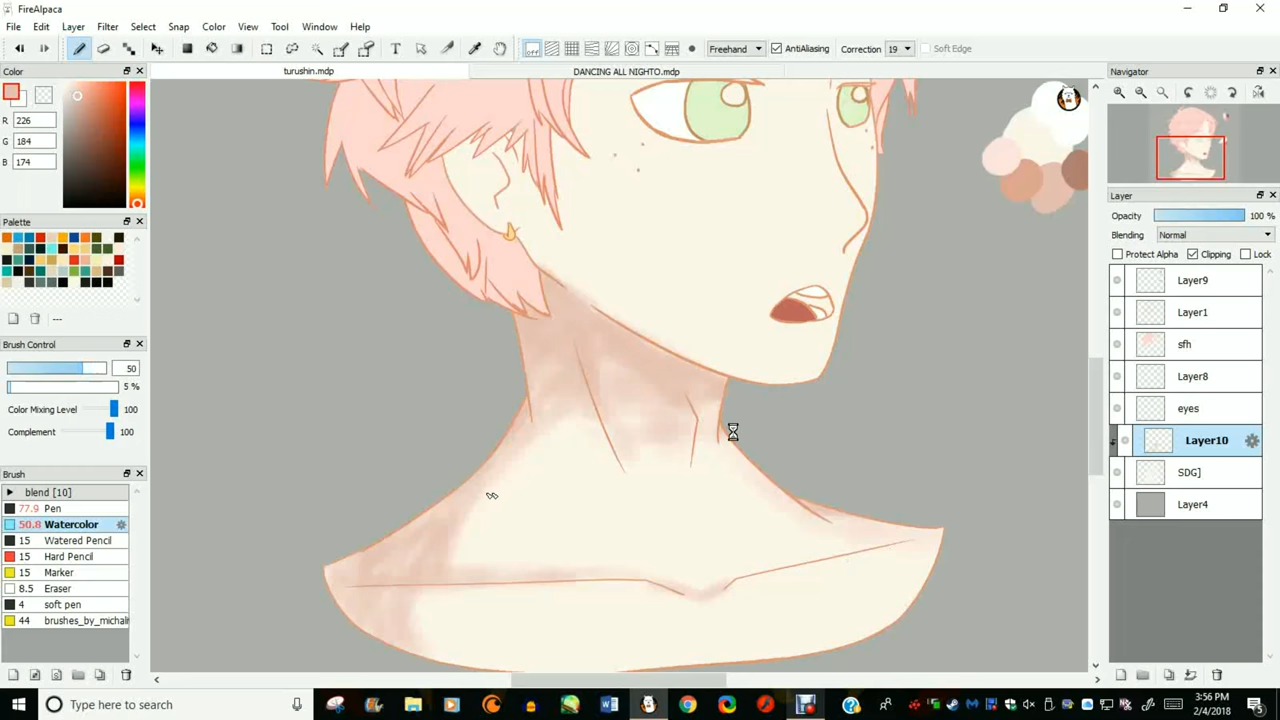 FireAlpaca
File Edit Layer Filter Select Snap Color View Tool Window Help
T off Freehand AntiAliasing Correction 19 Soft Edge
Color turushin.mdp DANCING ALL NIGHTO.mdp Navigator
R 226
G 184
B 174
Layer
Palette
Opacity 100 %
Blending Normal
Protect Alpha Clipping Lock
Layer9
Layer1
---
Brush Control
sfh
50
Layer8
5 %
Color Mixing Level 100
eyes
Complement 100
Layer10
Brush
SDG]
blend [10]
77.9 Pen
Layer4
50.8 Watercolor
15 Watered Pencil
15 Hard Pencil
15 Marker
8.5 Eraser
4 soft pen
44 brushes_by_michali
Type here to search
3:56 PM
2/4/2018
5